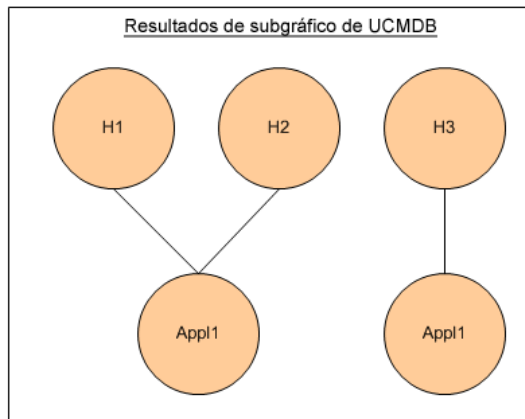 Resultados de subgráfico de UCMDB
H1
H2
H3
Appl1
Appl1